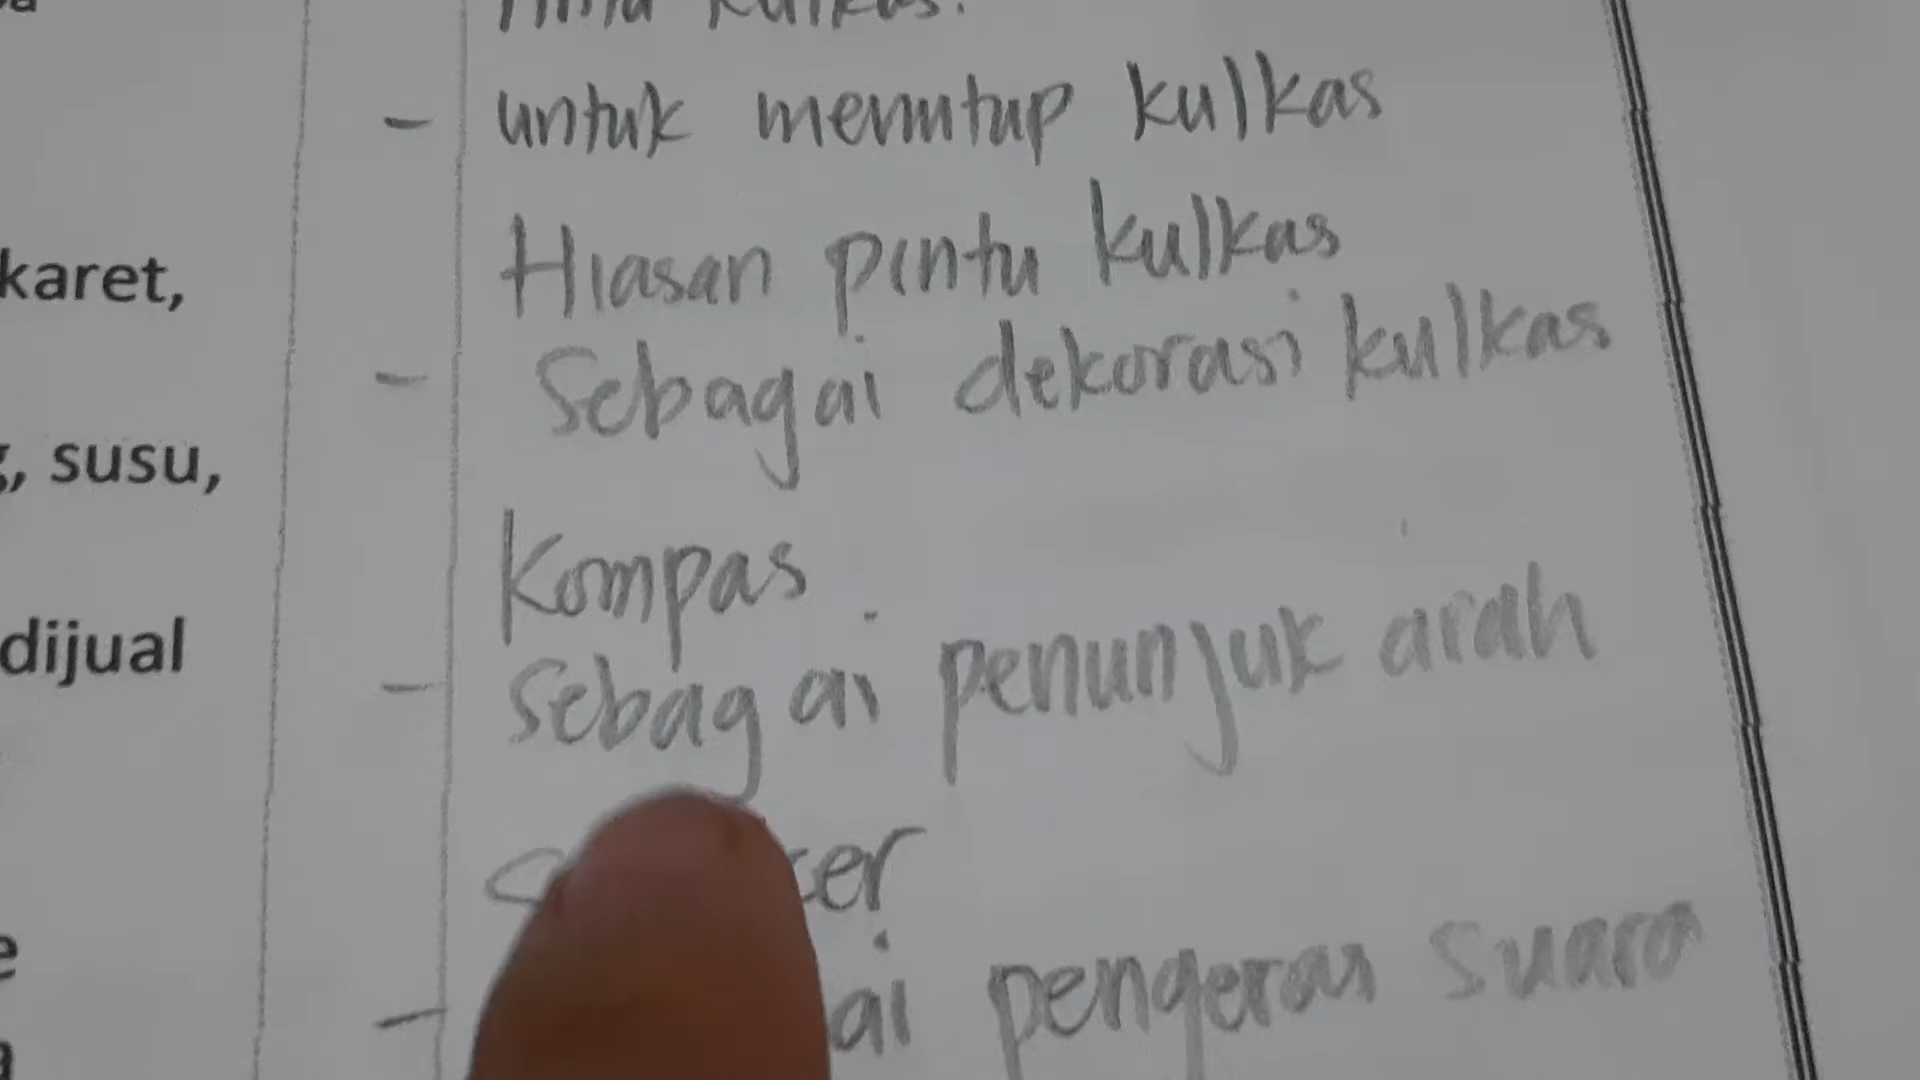 kulkas.
- untuk menutup kulkas
karet,
Hiasan pintu kulkas
- Sebagai dekorasi kulkas
susu,
Kompas
dijual
- Sebagai penunjuk arah
ai pengeras suara